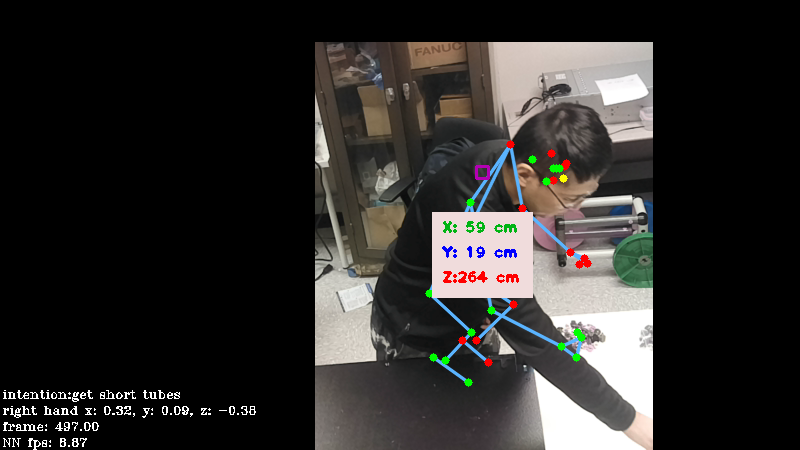 FANUC
X: 59 cm
Y: 19 cm
Z:264 cm
intention:get short tubes
right hand x: 0.32, y: 0.09, z: -0.38
frame: 497.00
NN fps: 8.87